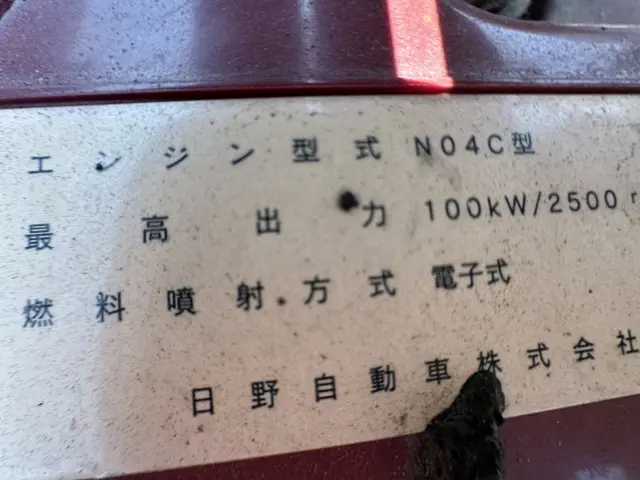 エンジン型式 N04C型
最高出力 100kW/2500 r
燃料噴射方式 電子式
日野自動車株式会社